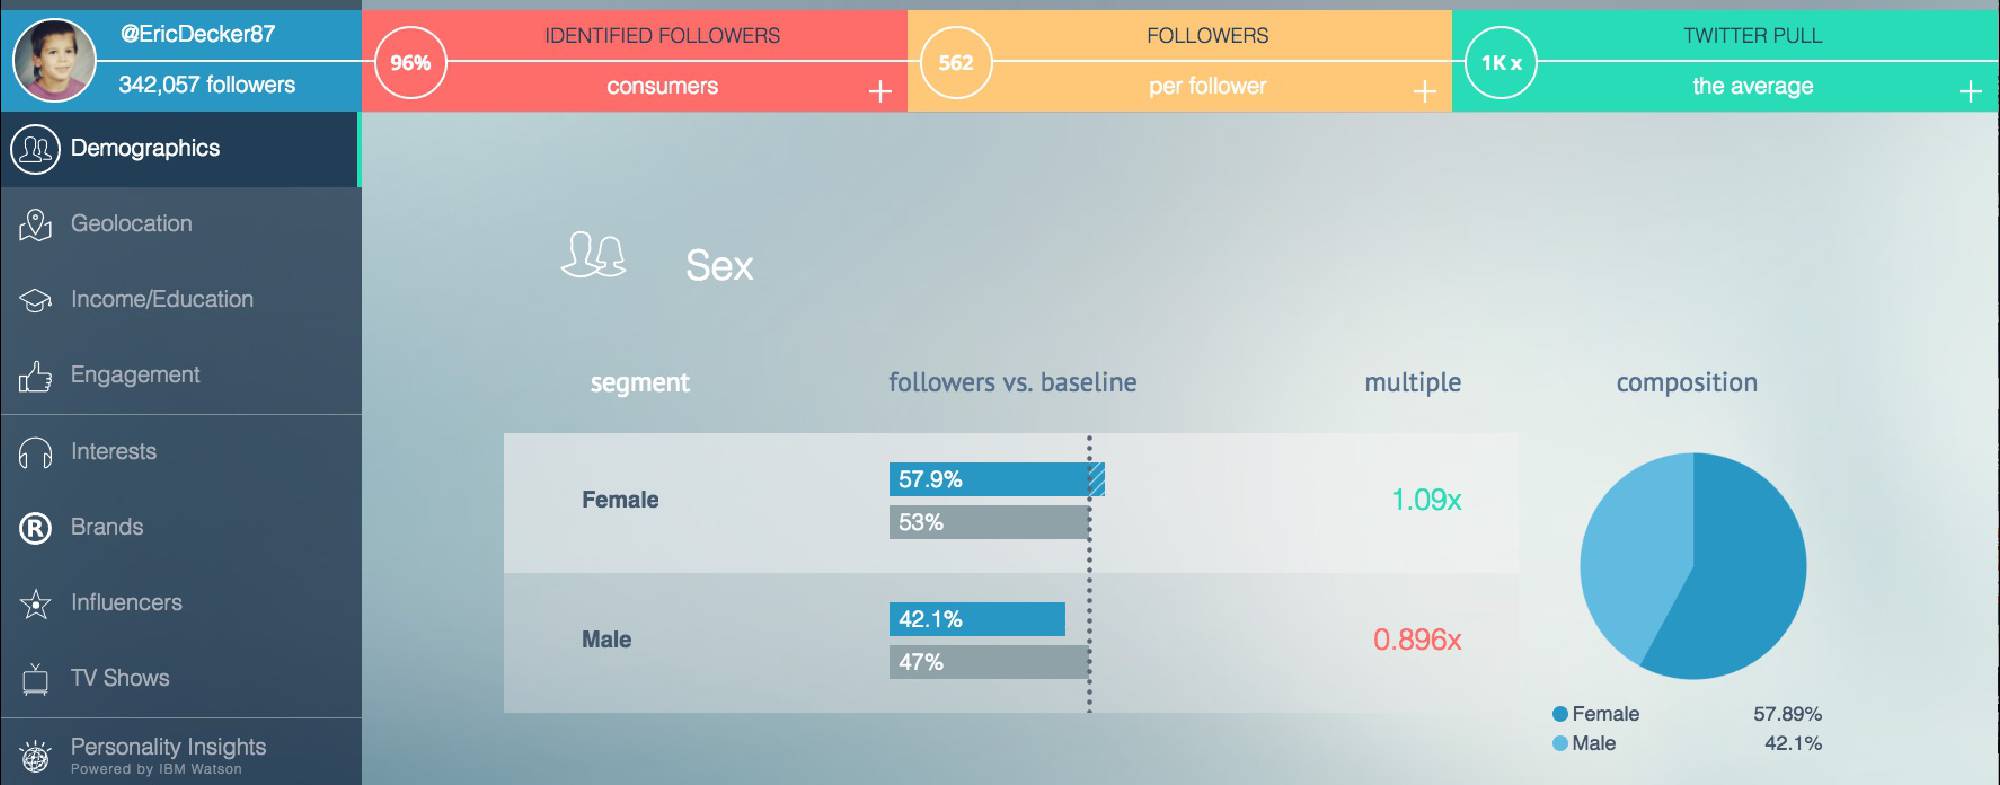 @EricDecker87
342,057 followers
96%
IDENTIFIED FOLLOWERS
consumers
+
562
FOLLOWERS
per follower
+
1K x
TWITTER PULL
the average
+
Demographics
Geolocation
Income/Education
Engagement
Interests
R
Brands
Influencers
TV Shows
Personality Insights
Powered by IBM Watson
Sex
segment followers vs. baseline multiple composition
Female
57.9%
53%
1.09x
Male
42.1%
47%
0.896x
Female 57.89%
Male 42.1%